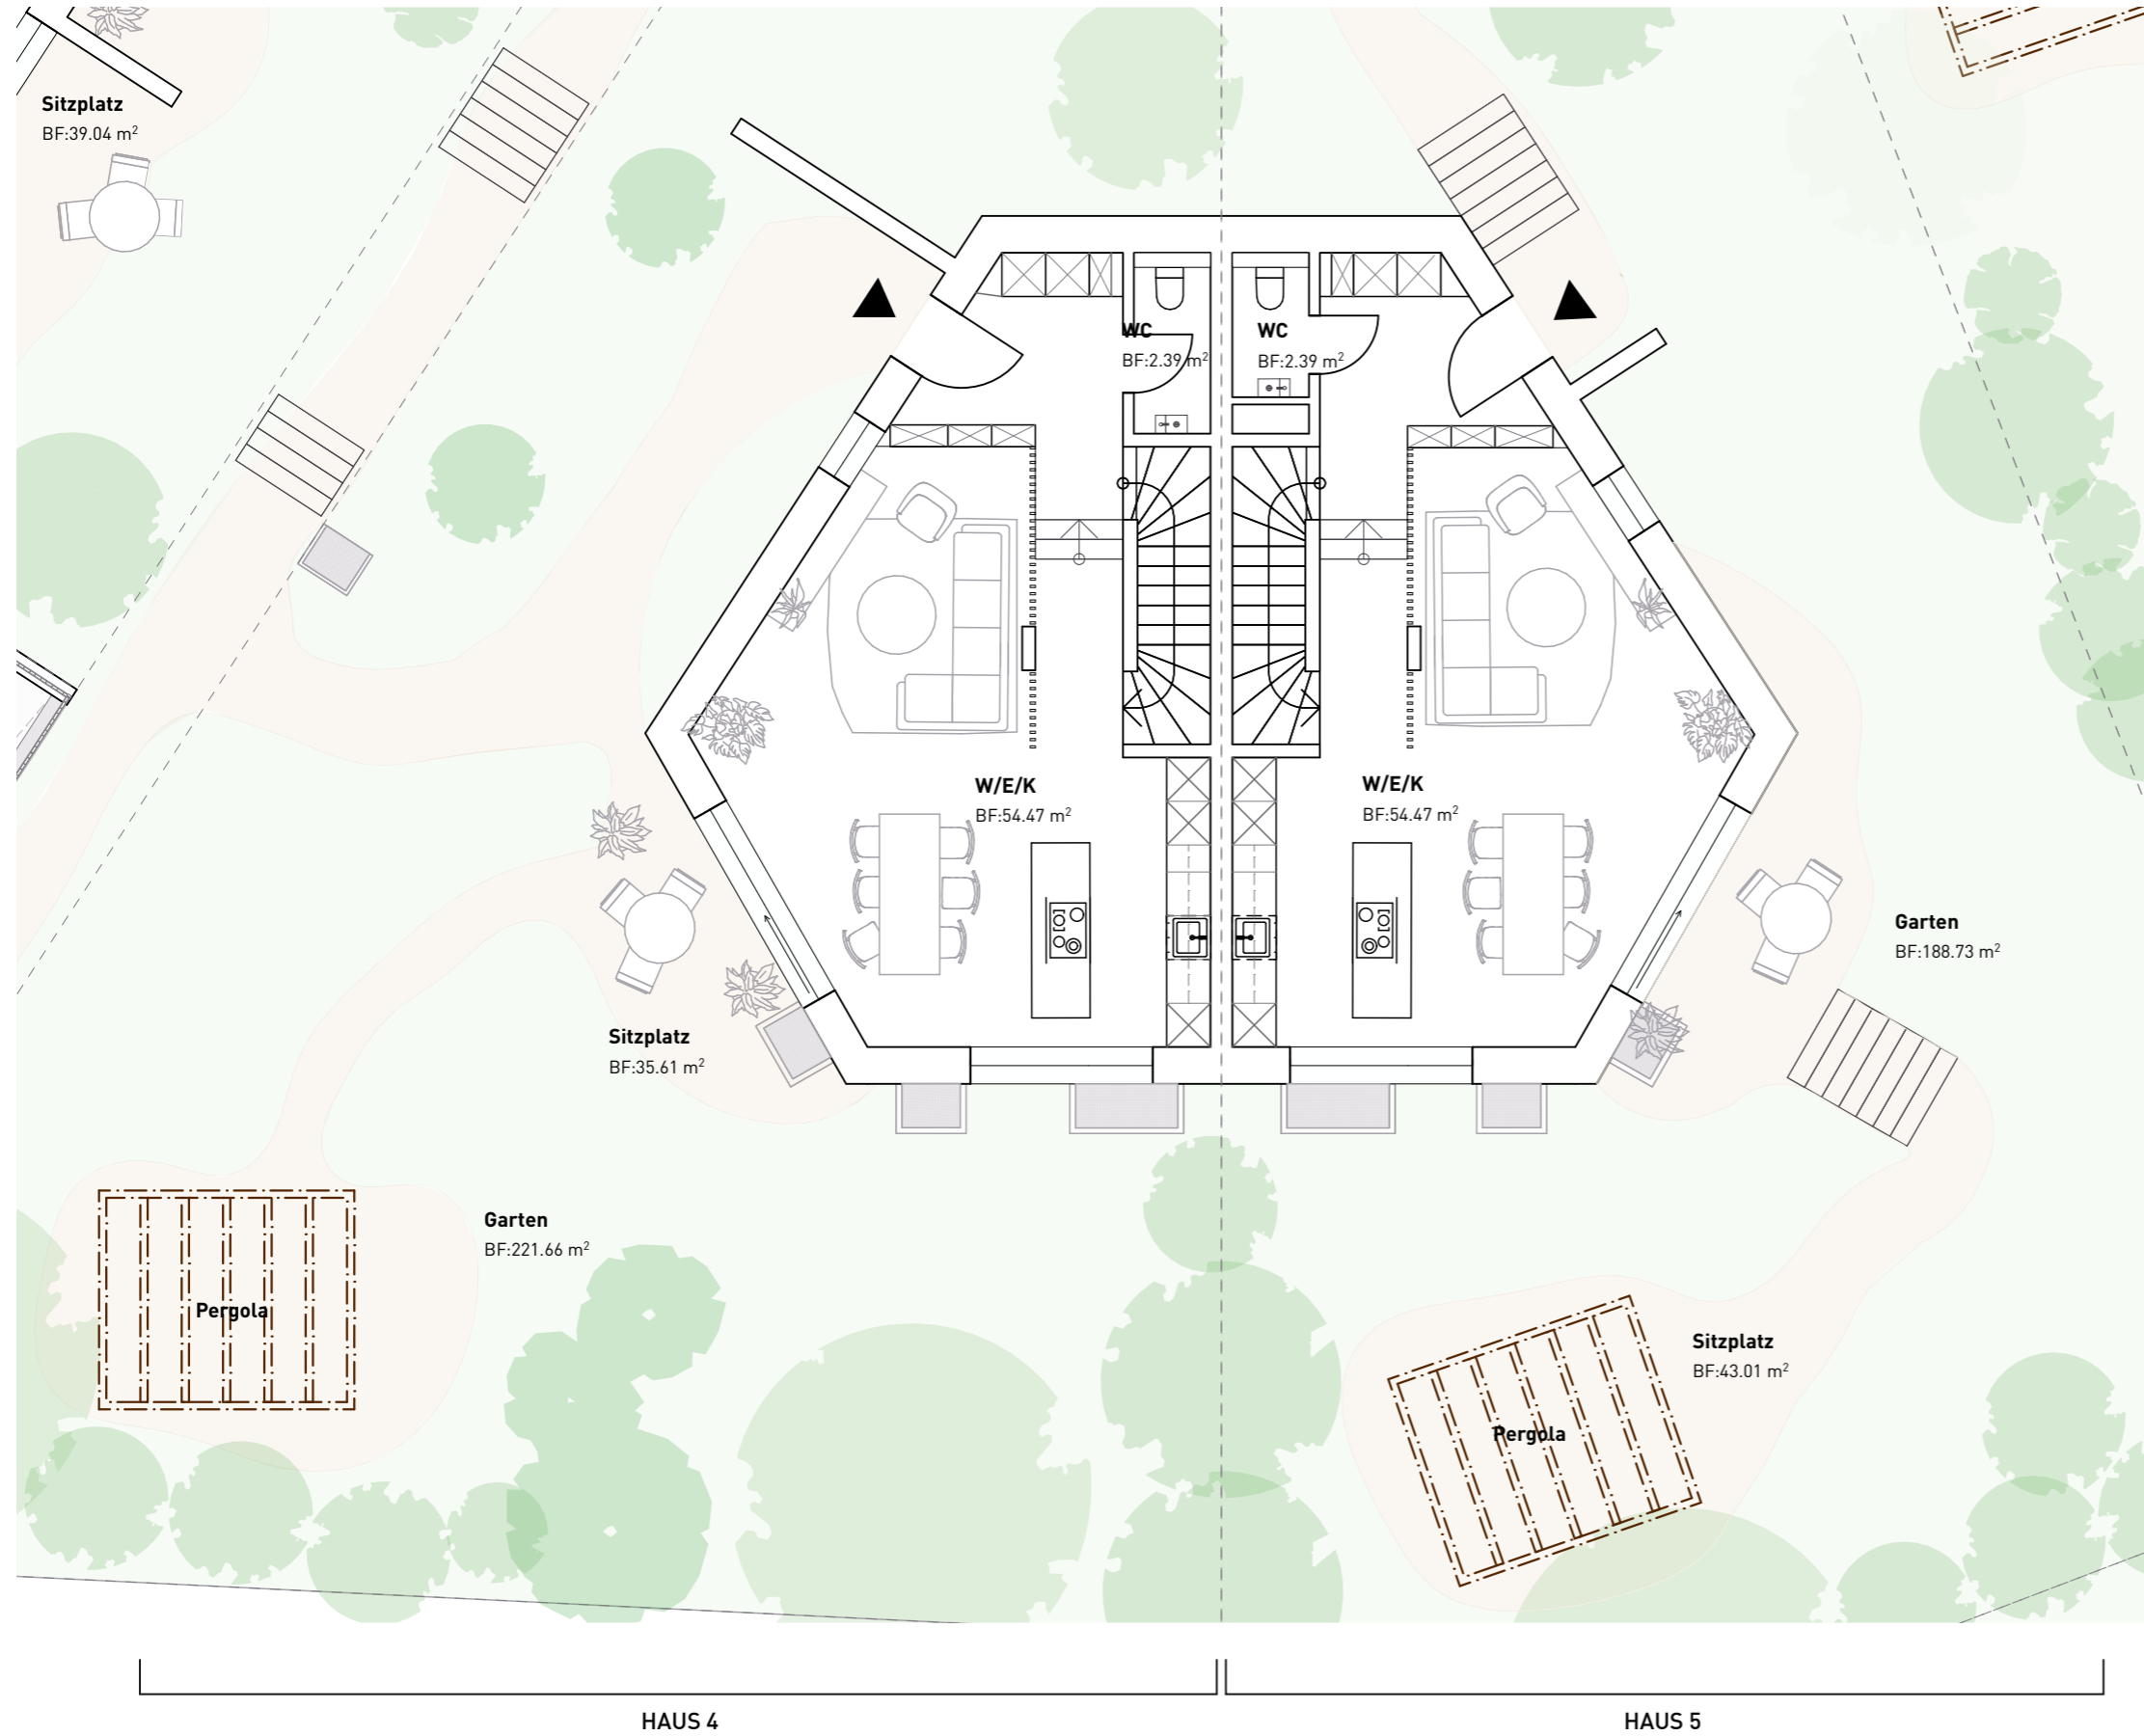 Sitzplatz
BF:39.04 m²
WC
BF:2.39 m²
WC
BF:2.39 m²
W/E/K
BF:54.47 m²
W/E/K
BF:54.47 m²
Garten
BF:188.73 m²
Sitzplatz
BF:35.61 m²
Garten
BF:221.66 m²
Pergola
Sitzplatz
BF:43.01 m²
Pergola
HAUS 4
HAUS 5